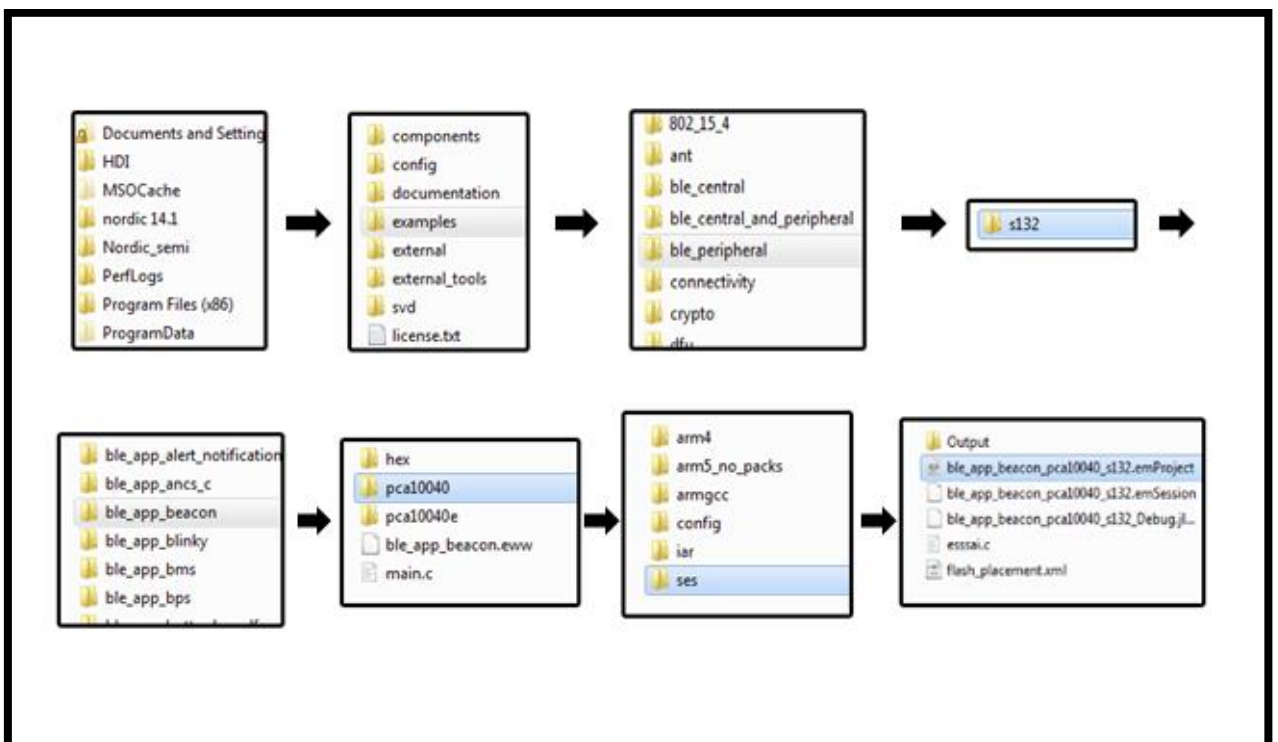 Documents and Setting
HDI
MSOCache
nordic 14.1
Nordic_semi
PerfLogs
Program Files (x86)
ProgramData
components
config
documentation
examples
external
external_tools
svd
license.txt
802_15_4
ant
ble_central
ble_central_and_peripheral
ble_peripheral
connectivity
crypto
dfu
s132
ble_app_alert_notification
ble_app_ancs_c
ble_app_beacon
ble_app_blinky
ble_app_bms
ble_app_bps
hex
pca10040
pca10040e
ble_app_beacon.eww
main.c
arm4
arm5_no_packs
armgcc
config
iar
ses
Output
ble_app_beacon_pca10040_s132.emProject
ble_app_beacon_pca10040_s132.emSession
ble_app_beacon_pca10040_s132_Debug.jl...
esssai.c
flash_placement.xml